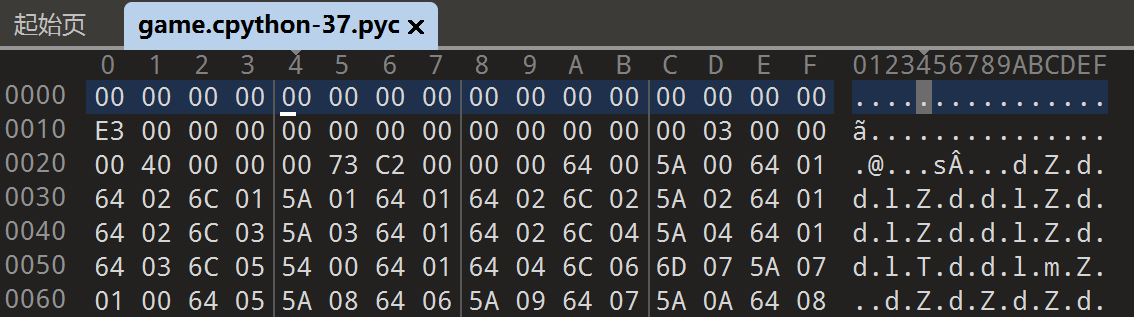 起始页 game.cpython-37.pyc ×
0 1 2 3 4 5 6 7 8 9 A B C D E F 0123456789ABCDEF
0000 00 00 00 00 00 00 00 00 00 00 00 00 00 00 00 00 ................
0010 E3 00 00 00 00 00 00 00 00 00 00 00 00 03 00 00 ã...............
0020 00 40 00 00 00 73 C2 00 00 00 64 00 5A 00 64 01 .@...sÂ...d.Z.d.
0030 64 02 6C 01 5A 01 64 01 64 02 6C 02 5A 02 64 01 d.l.Z.d.d.l.Z.d.
0040 64 02 6C 03 5A 03 64 01 64 02 6C 04 5A 04 64 01 d.l.Z.d.d.l.Z.d.
0050 64 03 6C 05 54 00 64 01 64 04 6C 06 6D 07 5A 07 d.l.T.d.d.l.m.Z.
0060 01 00 64 05 5A 08 64 06 5A 09 64 07 5A 0A 64 08 ..d.Z.d.Z.d.Z.d.